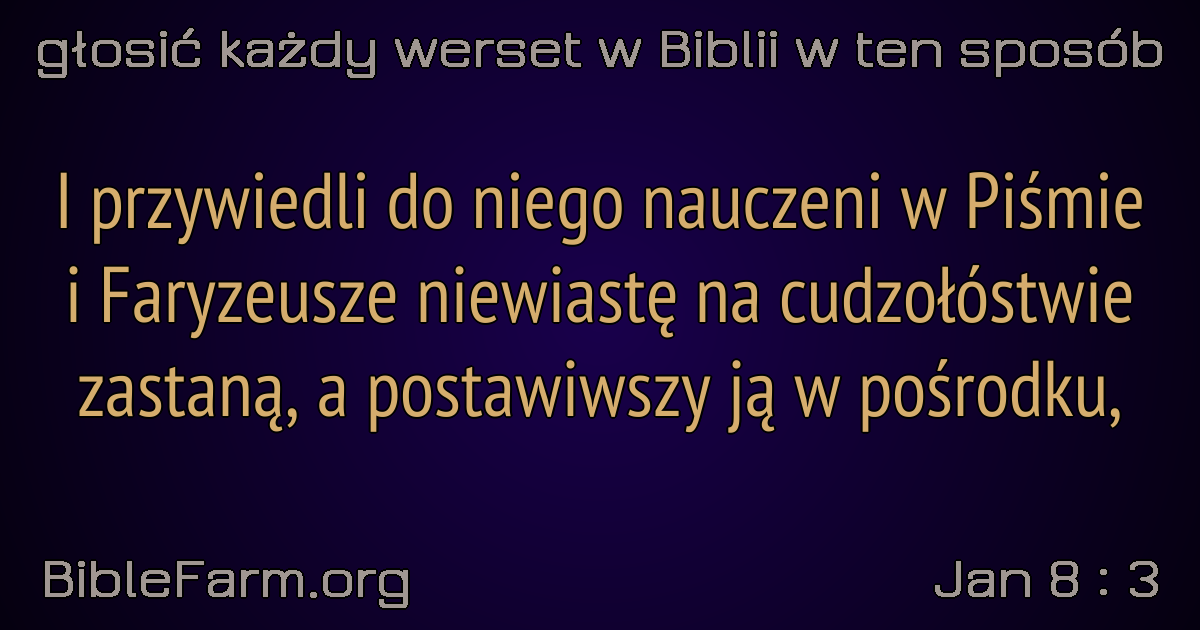 głosić każdy werset w Biblii w ten sposób
I przywiedli do niego nauczeni w Piśmie
i Faryzeusze niewiastę na cudzołóstwie
zastaną, a postawiwszy ją w pośrodku,
BibleFarm.org
Jan 8 : 3